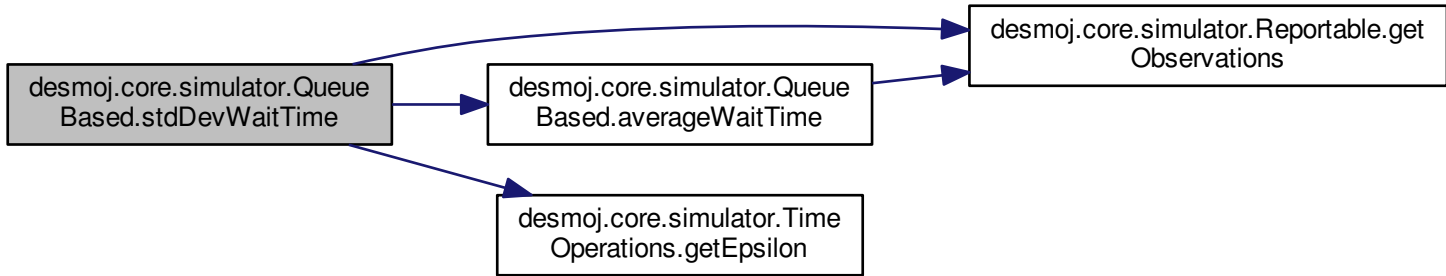 desmoj.core.simulator.Queue
Based.stdDevWaitTime
desmoj.core.simulator.Queue
Based.averageWaitTime
desmoj.core.simulator.Reportable.get
Observations
desmoj.core.simulator.Time
Operations.getEpsilon